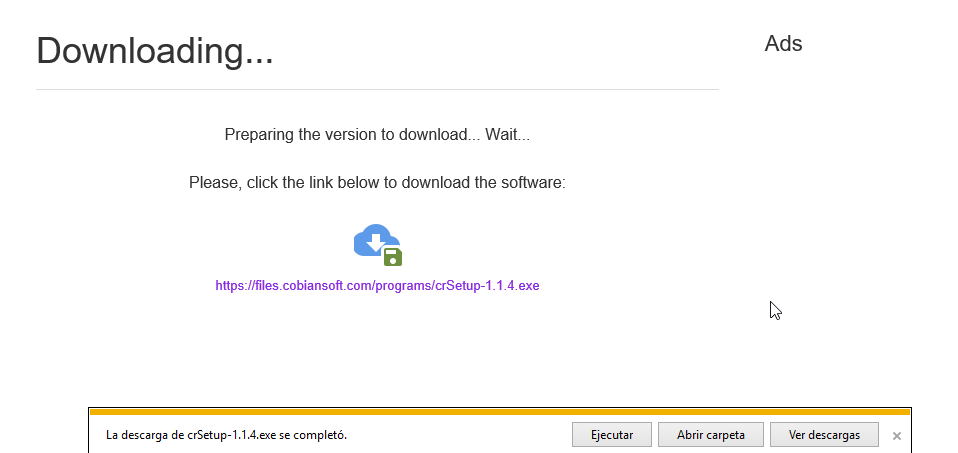 Downloading...
Ads
Preparing the version to download... Wait...
Please, click the link below to download the software:
https://files.cobiansoft.com/programs/crSetup-1.1.4.exe
La descarga de crSetup-1.1.4.exe se completó.
Ejecutar
Abrir carpeta
Ver descargas
×